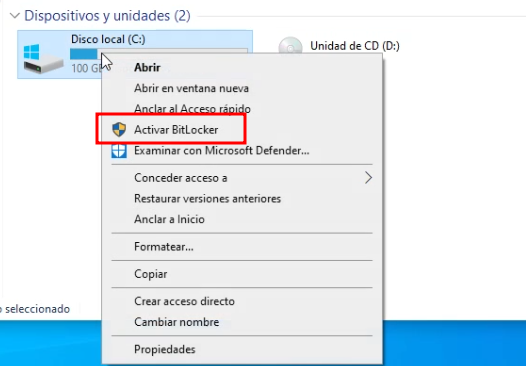 Dispositivos y unidades (2)
Disco local (C:)
Unidad de CD (D:)
100 GB
Abrir
Abrir en ventana nueva
Anclar al Acceso rápido
Activar BitLocker
Examinar con Microsoft Defender...
Conceder acceso a
Restaurar versiones anteriores
Anclar a Inicio
Formatear...
Copiar
Crear acceso directo
Cambiar nombre
Propiedades
seleccionado